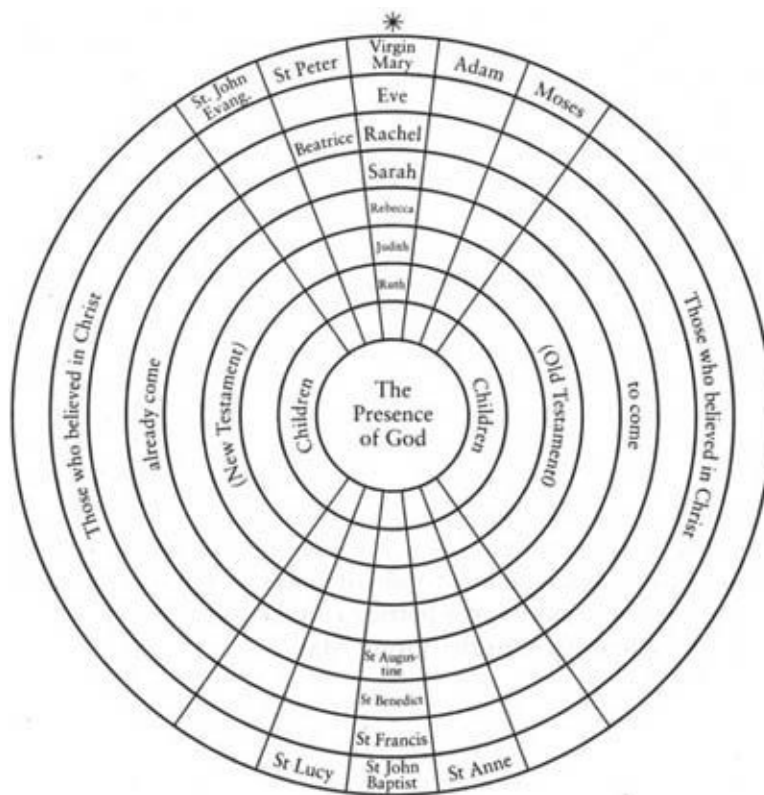 St. John
Evang.
St Peter
Virgin
Mary
Adam
Moses
Eve
Beatrice
Rachel
Sarah
Rebecca
Judith
Ruth
Those who believed in Christ
already come
(New Testament)
Children
The
Presence
of God
Children
(Old Testament)
to come
Those who believed in Christ
St Augus-
tine
St Benedict
St Francis
St Lucy
St John
Baptist
St Anne